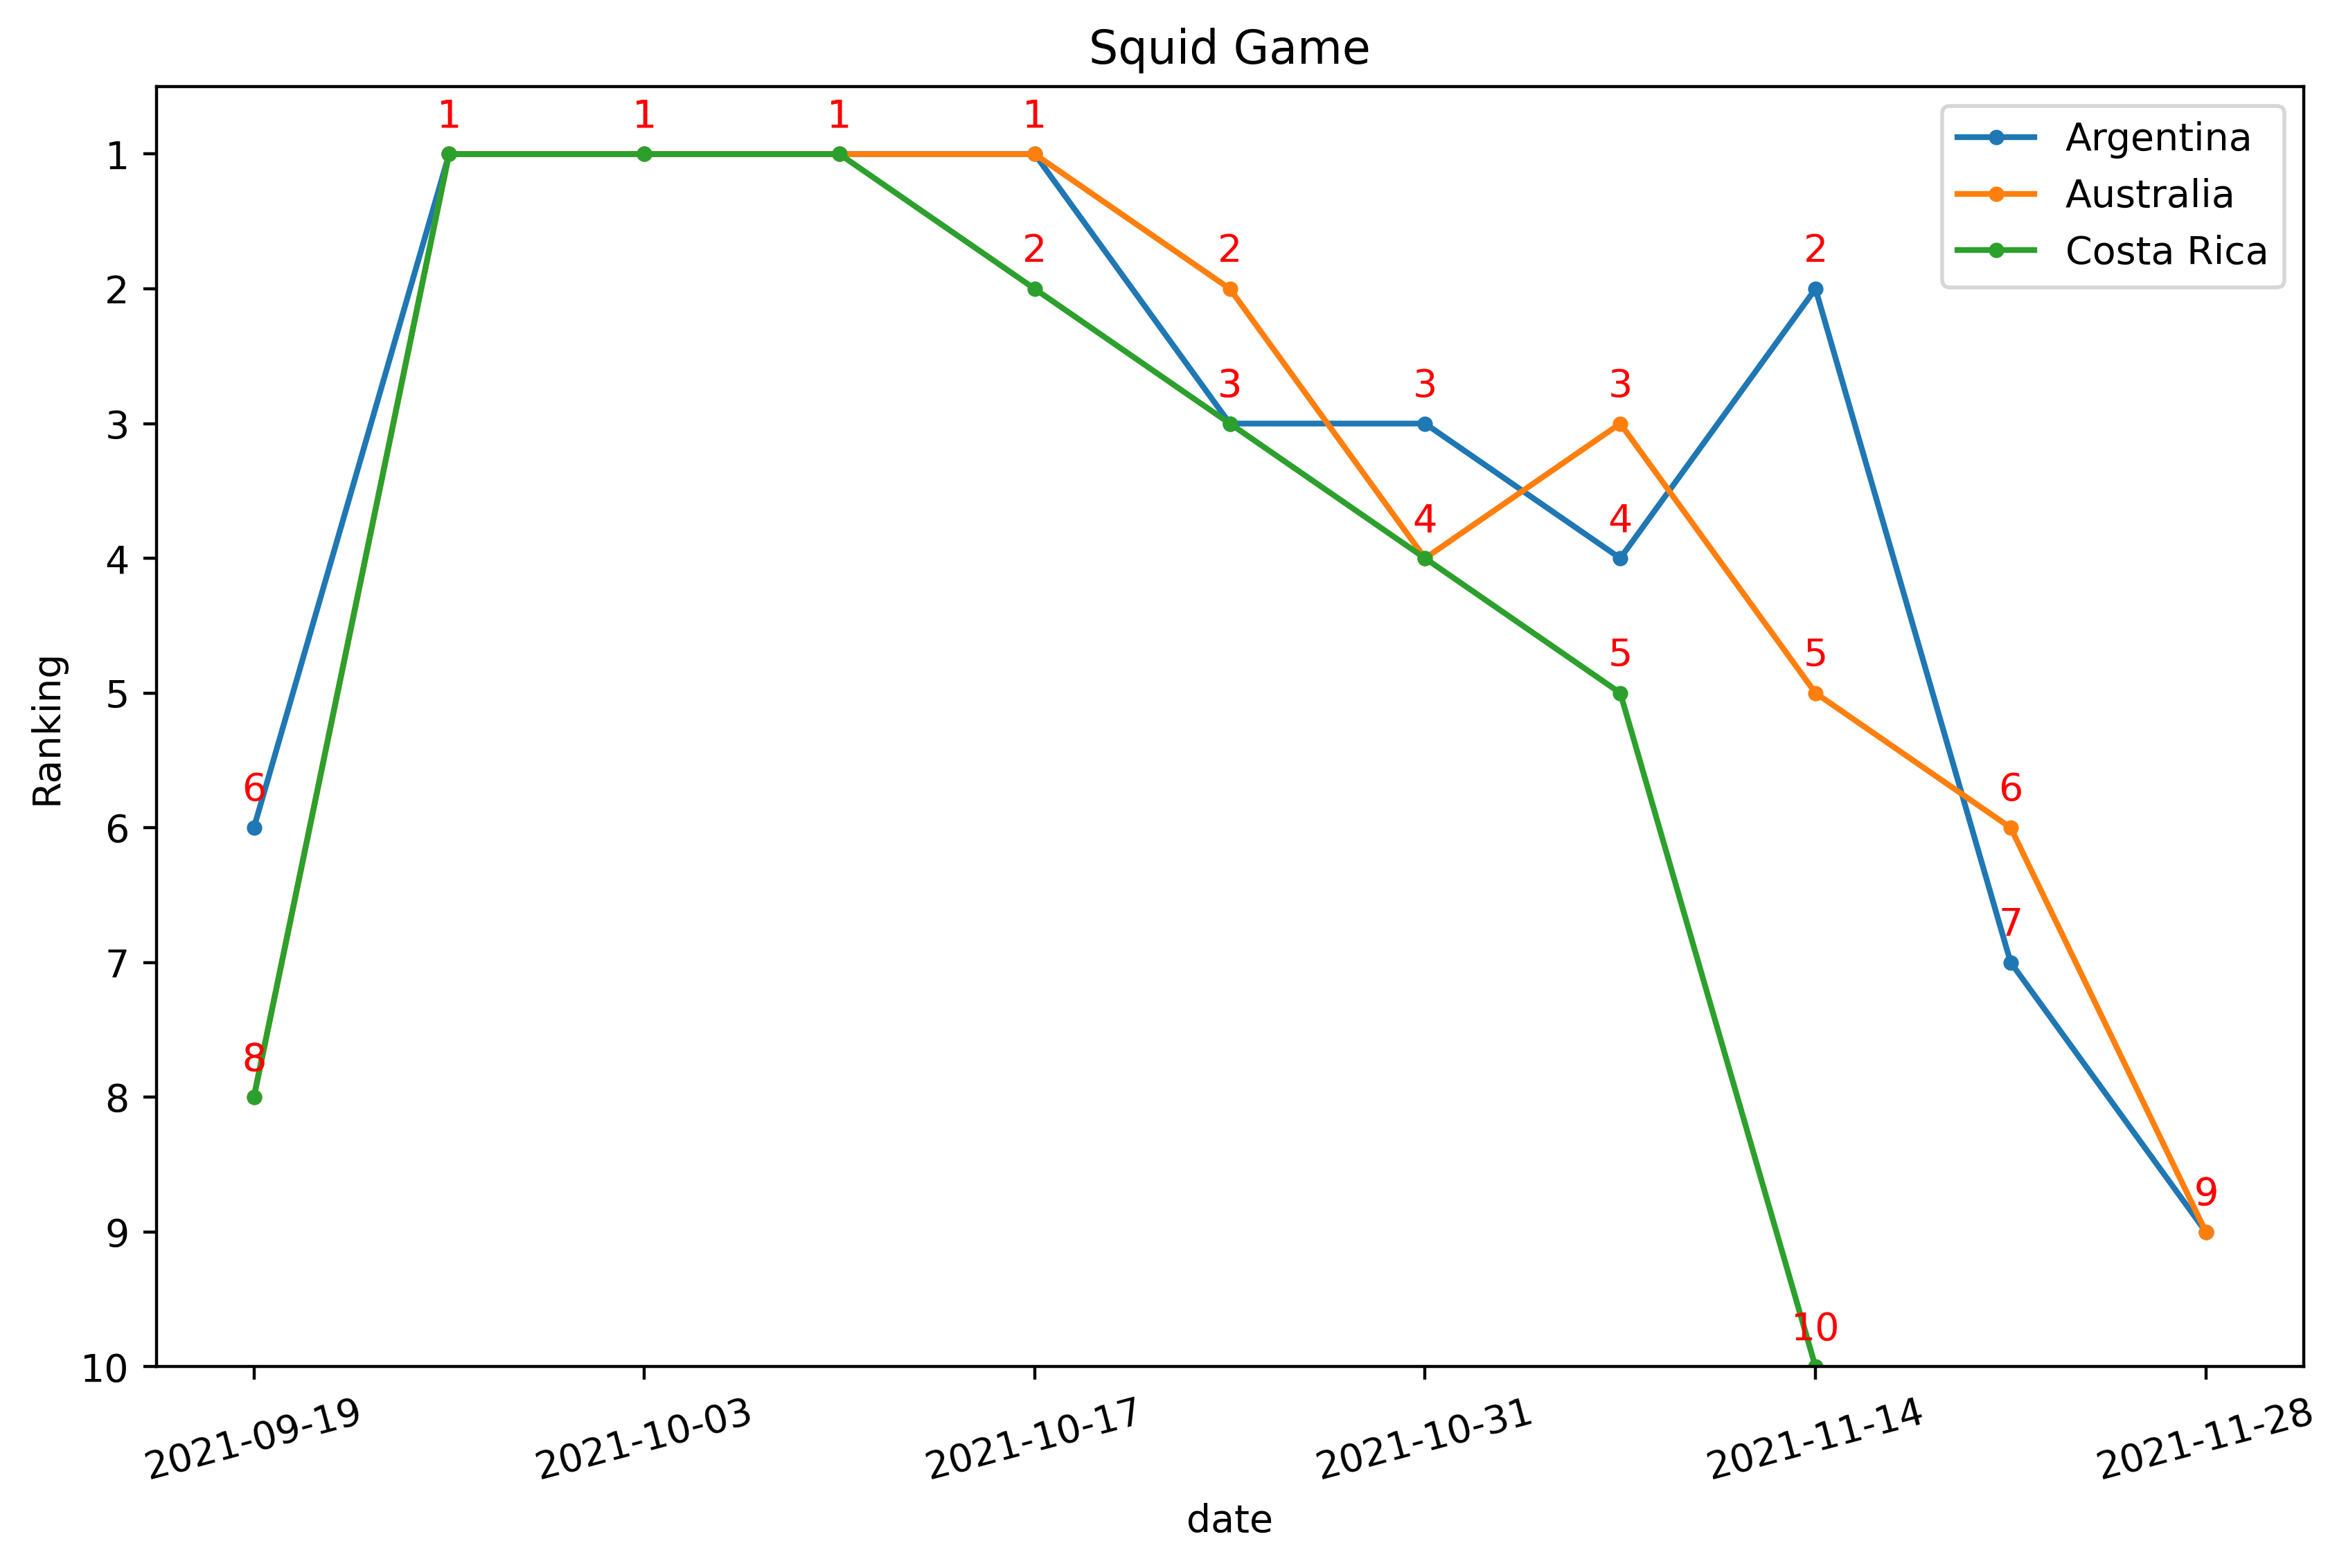 Squid Game
1 1 1 1
Argentina
Australia
Costa Rica
1
2 2 2
2
3 3 3
3
4 4
4
5 5
5
6 6
6
7
7
8
8
9
9
10
10
Ranking
2021-09-19 2021-10-03 2021-10-17 2021-10-31 2021-11-14 2021-11-28
date